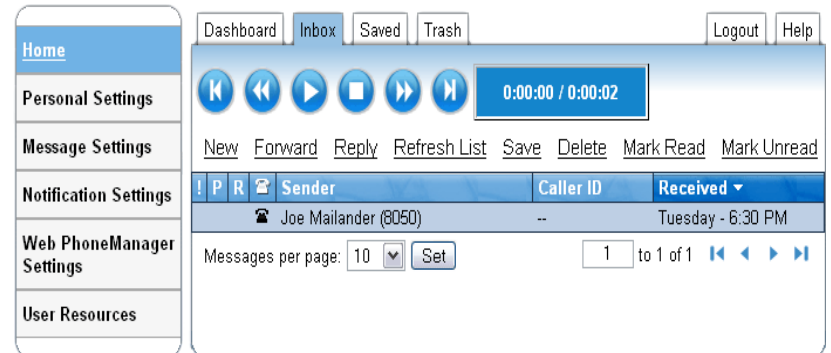 Dashboard Inbox Saved Trash Logout Help
Home
Personal Settings
Message Settings
Notification Settings
Web PhoneManager
Settings
User Resources
0:00:00 / 0:00:02
New Forward Reply Refresh List Save Delete Mark Read Mark Unread
! P R Sender Caller ID Received
Joe Mailander (8050) -- Tuesday - 6:30 PM
Messages per page: 10 Set 1 to 1 of 1